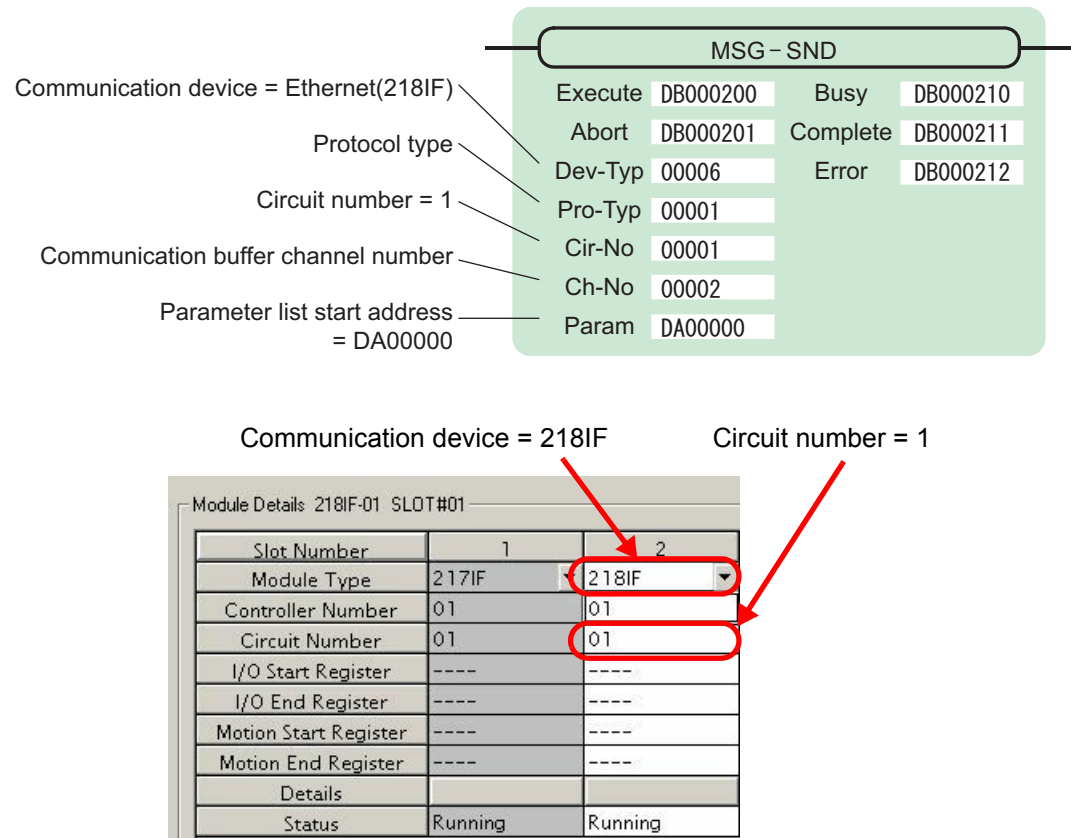 MSG-SND
Communication device = Ethernet(218IF)
Protocol type
Circuit number = 1
Communication buffer channel number
Parameter list start address
= DA00000
Execute DB000200 Busy DB000210
Abort DB000201 Complete DB000211
Dev-Typ 00006 Error DB000212
Pro-Typ 00001
Cir-No 00001
Ch-No 00002
Param DA00000
Communication device = 218IF Circuit number = 1
Module Details 218IF-01 SLOT#01
Slot Number 1 2
Module Type 217IF 218IF
Controller Number 01 01
Circuit Number 01 01
I/O Start Register ---- ----
I/O End Register ---- ----
Motion Start Register ---- ----
Motion End Register ---- ----
Details
Status Running Running